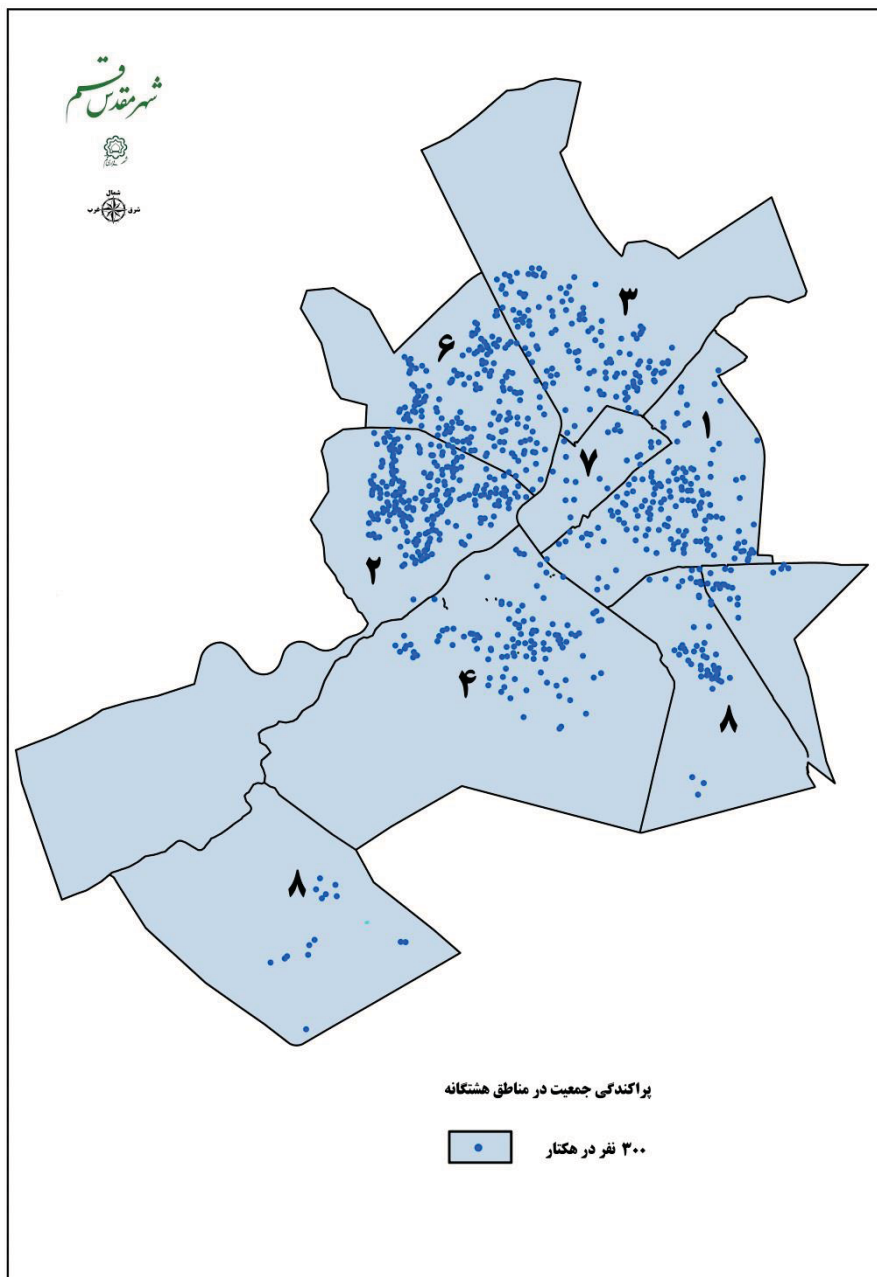 شهر مقدس قم
شمال
شرق
غرب
۳
۶
۱
۷
۲
۴
۸
۸
پراکندگی جمعیت در مناطق هشتگانه
۳۰۰ نفر در هکتار